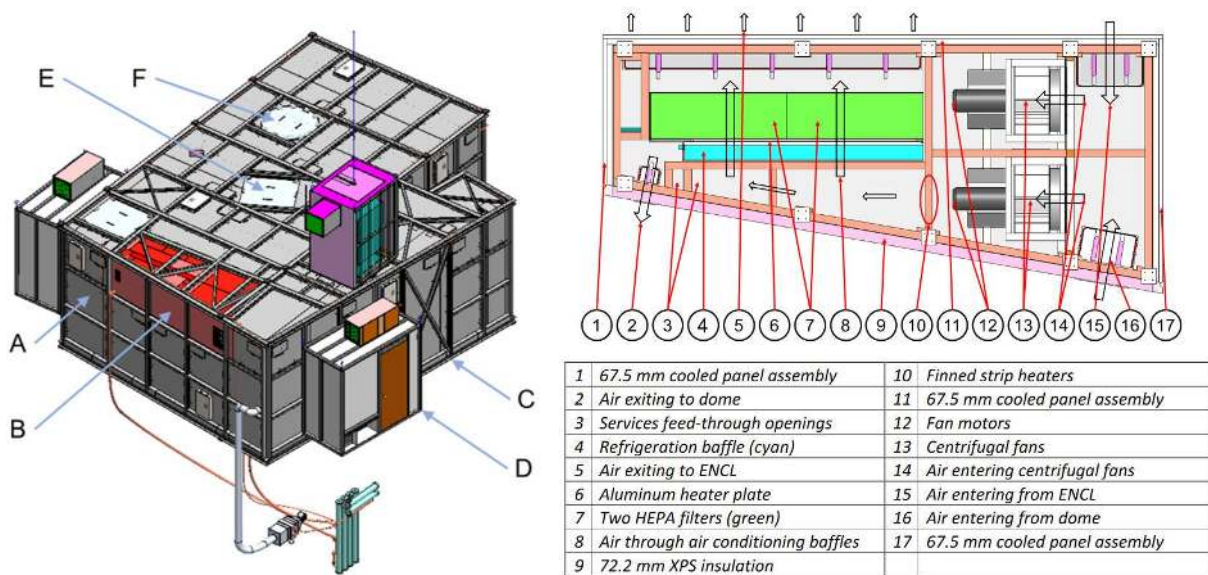 E
F
A
B
C
D
1 2 3 4 5 6 7 8 9 10 11 12 13 14 15 16 17
1 67.5 mm cooled panel assembly 10 Finned strip heaters
2 Air exiting to dome 11 67.5 mm cooled panel assembly
3 Services feed-through openings 12 Fan motors
4 Refrigeration baffle (cyan) 13 Centrifugal fans
5 Air exiting to ENCL 14 Air entering centrifugal fans
6 Aluminum heater plate 15 Air entering from ENCL
7 Two HEPA filters (green) 16 Air entering from dome
8 Air through air conditioning baffles 17 67.5 mm cooled panel assembly
9 72.2 mm XPS insulation